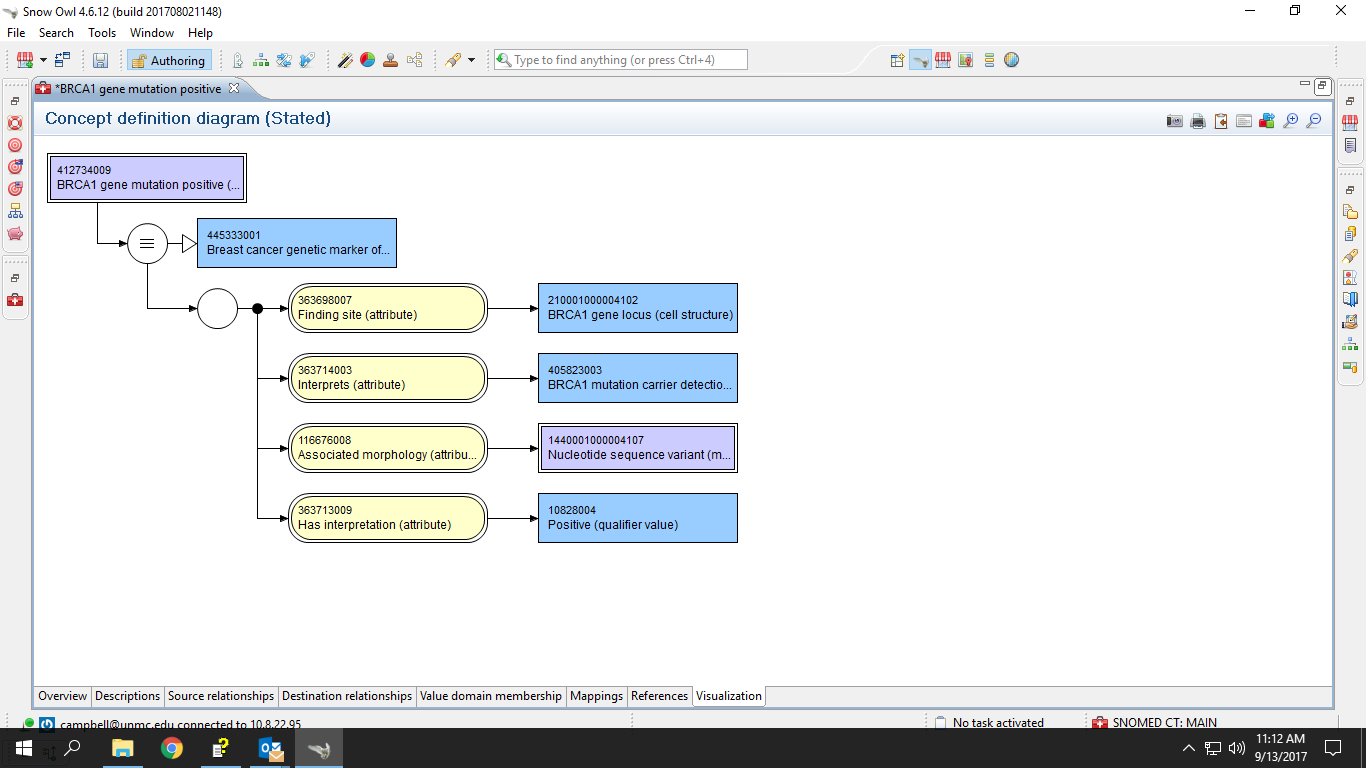 Snow Owl 4.6.12 (build 201708021148)
File Search Tools Window Help
Authoring
Type to find anything (or press Ctrl+4)
*BRCA1 gene mutation positive
Concept definition diagram (Stated)
412734009
BRCA1 gene mutation positive (...
445333001
Breast cancer genetic marker of...
363698007
Finding site (attribute)
210001000004102
BRCA1 gene locus (cell structure)
363714003
Interprets (attribute)
405823003
BRCA1 mutation carrier detectio...
116676008
Associated morphology (attribu...
1440001000004107
Nucleotide sequence variant (m...
363713009
Has interpretation (attribute)
10828004
Positive (qualifier value)
Overview Descriptions Source relationships Destination relationships Value domain membership Mappings References Visualization
campbell@unmc.edu connected to 10.8.22.95
No task activated
SNOMED CT: MAIN
11:12 AM
9/13/2017